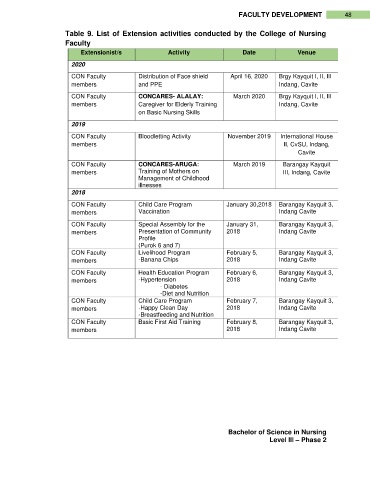 FACULTY DEVELOPMENT 48
Table 9. List of Extension activities conducted by the College of Nursing
Faculty
Extensionist/s Activity Date Venue
2020
CON Faculty members Distribution of Face shield and PPE April 16, 2020 Brgy Kayquit I, II, III Indang, Cavite
CON Faculty members CONCARES- ALALAY: Caregiver for Elderly Training on Basic Nursing Skills March 2020 Brgy Kayquit I, II, III Indang, Cavite
2019
CON Faculty members Bloodletting Activity November 2019 International House II, CvSU, Indang, Cavite
CON Faculty members CONCARES-ARUGA: Training of Mothers on Management of Childhood illnesses March 2019 Barangay Kayquit III, Indang, Cavite
2018
CON Faculty members Child Care Program Vaccination January 30,2018 Barangay Kayquit 3, Indang Cavite
CON Faculty members Special Assembly for the Presentation of Community Profile (Purok 6 and 7) January 31, 2018 Barangay Kayquit 3, Indang Cavite
CON Faculty members Livelihood Program -Banana Chips February 5, 2018 Barangay Kayquit 3, Indang Cavite
CON Faculty members Health Education Program -Hypertension - Diabetes -Diet and Nutrition February 6, 2018 Barangay Kayquit 3, Indang Cavite
CON Faculty members Child Care Program -Happy Clean Day -Breastfeeding and Nutrition February 7, 2018 Barangay Kayquit 3, Indang Cavite
CON Faculty members Basic First Aid Training February 8, 2018 Barangay Kayquit 3, Indang Cavite
Bachelor of Science in Nursing
Level III – Phase 2